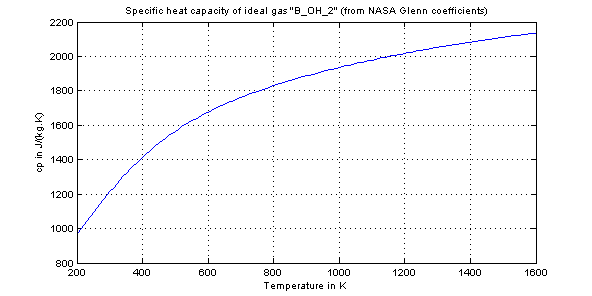 Specific heat capacity of ideal gas "B_OH_2" (from NASA Glenn coefficients)
2200
2000
1800
1600
1400
1200
1000
800
cp in J/(kg.K)
200 400 600 800 1000 1200 1400 1600
Temperature in K